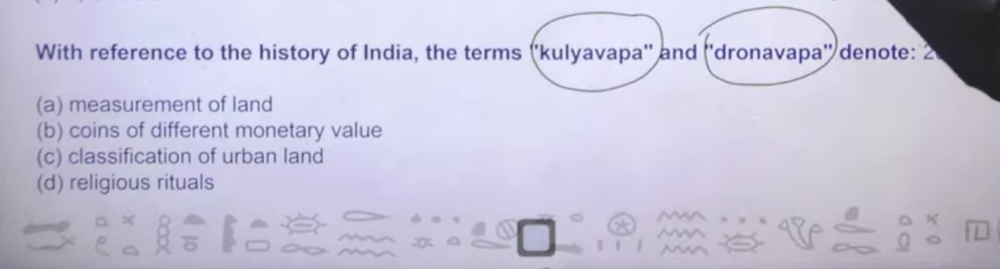 With reference to the history of India, the terms "kulyavapa" and "dronavapa" denote:
(a) measurement of land
(b) coins of different monetary value
(c) classification of urban land
(d) religious rituals